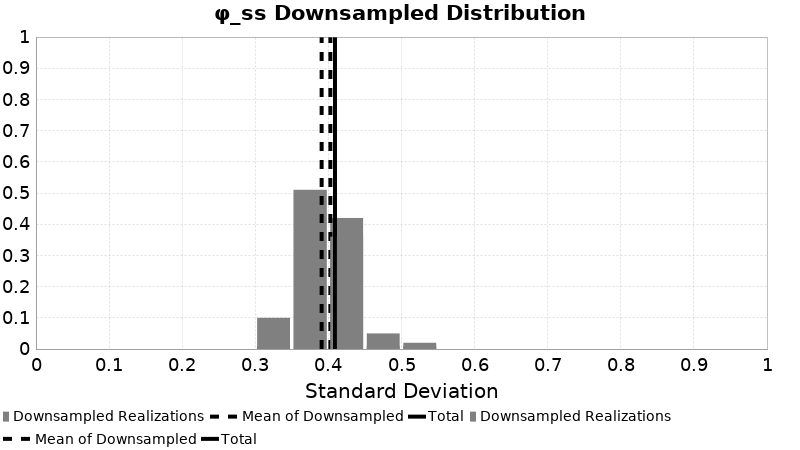 φ_ss Downsampled Distribution
1
0.9
0.8
0.7
0.6
0.5
0.4
0.3
0.2
0.1
0
0 0.1 0.2 0.3 0.4 0.5 0.6 0.7 0.8 0.9 1
Standard Deviation
Downsampled Realizations Mean of Downsampled Total Downsampled Realizations
Mean of Downsampled Total